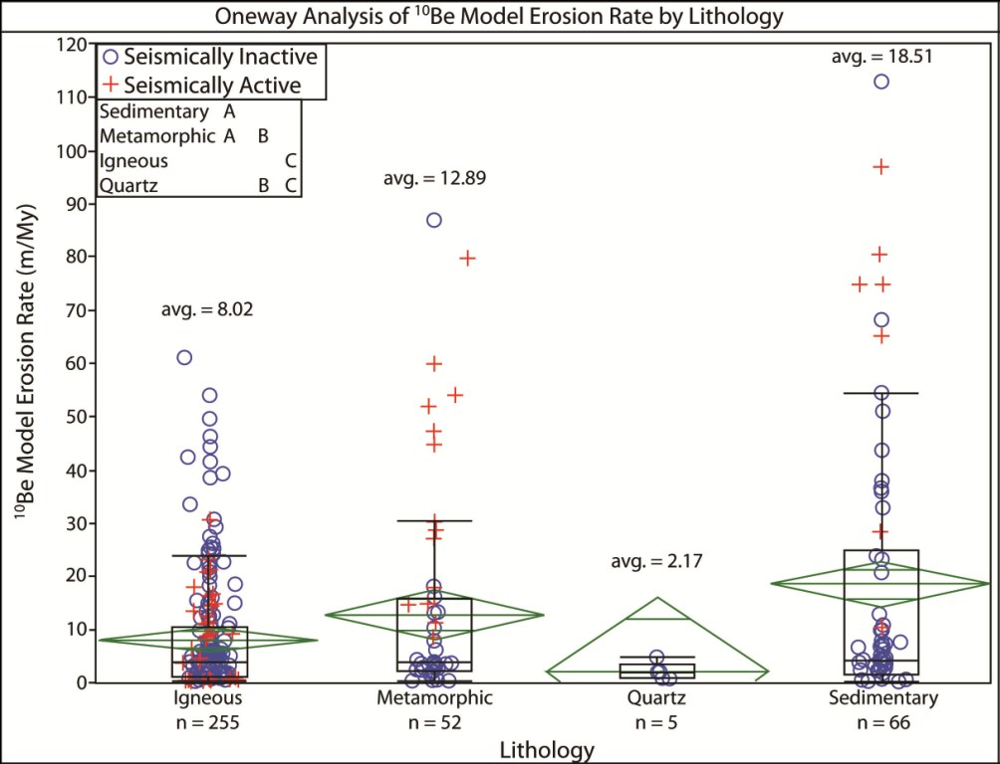 Oneway Analysis of ¹⁰Be Model Erosion Rate by Lithology
Seismically Inactive
Seismically Active
Sedimentary A
Metamorphic A B
Igneous C
Quartz B C
avg. = 18.51
avg. = 12.89
avg. = 8.02
avg. = 2.17
120
110
100
90
80
70
60
50
40
30
20
10
0
¹⁰Be Model Erosion Rate (m/My)
Igneous Metamorphic Quartz Sedimentary
n = 255 n = 52 n = 5 n = 66
Lithology